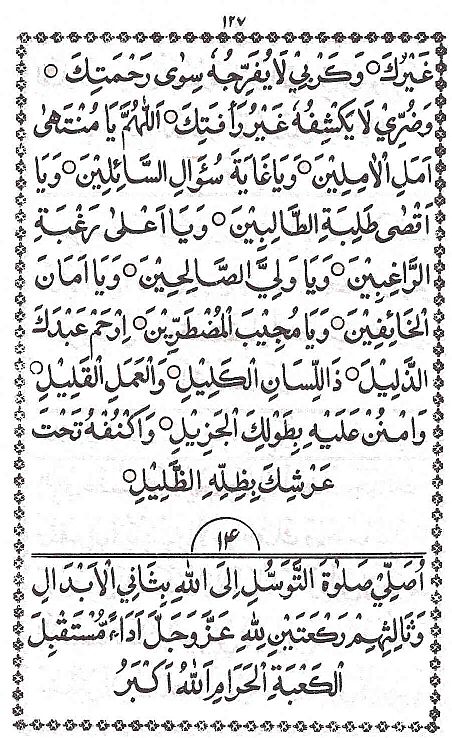 ١٢٧
غَيْرُكَ ○ وَكَرْبِيْ لَا يُفَرِّجُهٗ سِوٰى رَحْمَتِكَ ○
وَضُرِّيْ لَا يَكْشِفُهٗ غَيْرُ رَأْفَتِكَ ○ اَللّٰهُمَّ يَا مُنْتَهٰى
اَمَلِ الْاٰمِلِيْنَ ○ وَيَا غَايَةَ سُؤَالِ السَّائِلِيْنَ ○ وَيَا
اَقْصٰى طَلِبَةِ الطَّالِبِيْنَ ○ وَيَا اَعْلٰى رَغْبَةِ
الرَّاغِبِيْنَ ○ وَيَا وَلِيَّ الصَّالِحِيْنَ ○ وَيَا اَمَانَ
الْخَائِفِيْنَ ○ وَيَا مُجِيْبَ الْمُضْطَرِّيْنَ ○ اِرْحَمْ عَبْدَكَ
الذَّلِيْلَ ○ ذَا اللِّسَانِ الْكَلِيْلِ ○ وَالْعَمَلِ الْقَلِيْلِ ○
وَامْنُنْ عَلَيْهِ بِطَوْلِكَ الْجَزِيْلِ ○ وَاكْنُفْهُ تَحْتَ
عَرْشِكَ بِظِلِّهِ الظَّلِيْلِ ○
١٤
اُصَلِّيْ صَلٰوةَ التَّوَسُّلِ اِلَى اللّٰهِ بِثَانِي الْاَبْدَالِ
وَثَالِثِهِمْ رَكْعَتَيْنِ لِلّٰهِ عَزَّ وَجَلَّ اَدَاءً مُّسْتَقْبِلَ
الْكَعْبَةِ الْحَرَامِ اَللّٰهُ اَكْبَرُ